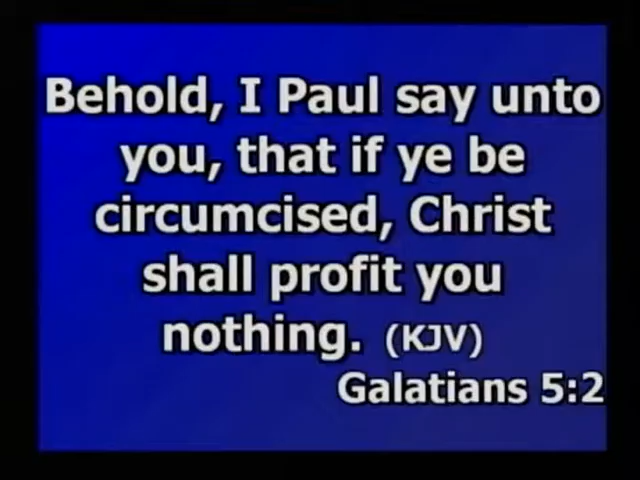 Behold, I Paul say unto
you, that if ye be
circumcised, Christ
shall profit you
nothing. (KJV)
Galatians 5:2